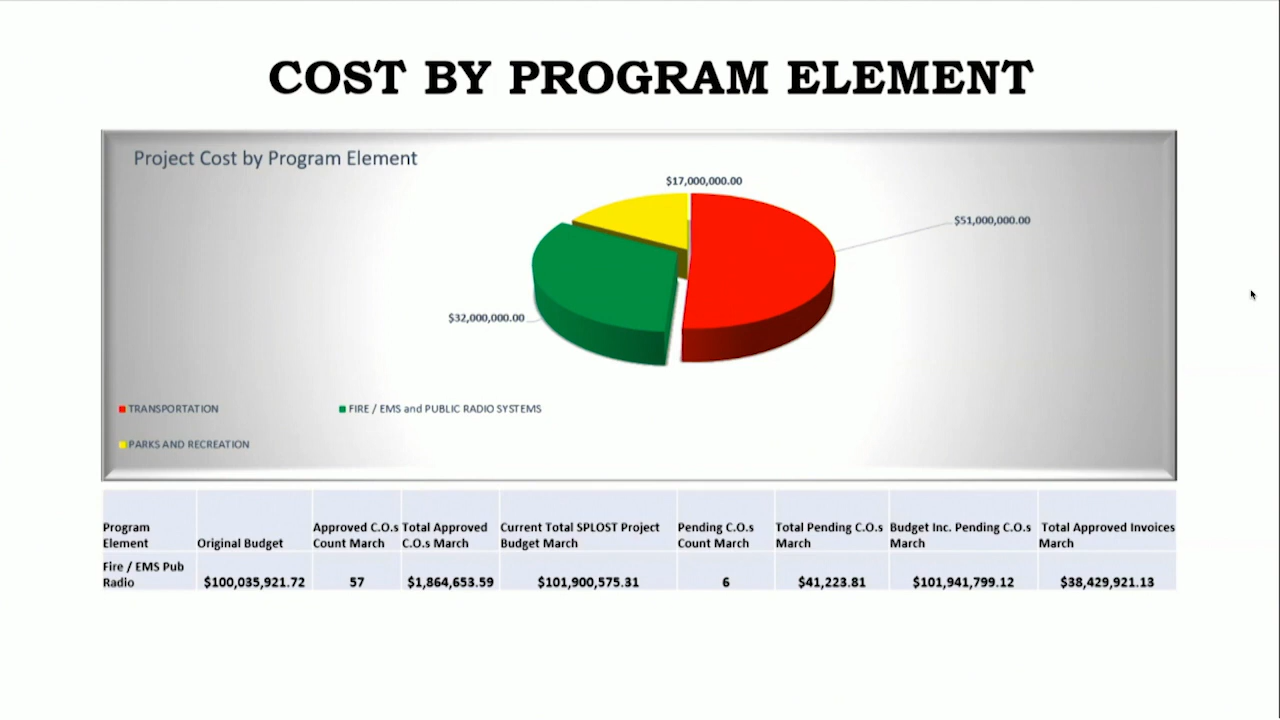 COST BY PROGRAM ELEMENT
Project Cost by Program Element
$17,000,000.00
$51,000,000.00
$32,000,000.00
TRANSPORTATION
FIRE / EMS and PUBLIC RADIO SYSTEMS
PARKS AND RECREATION
Program Element
Original Budget
Approved C.O.s Count March
Total Approved C.O.s March
Current Total SPLOST Project Budget March
Pending C.O.s Count March
Total Pending C.O.s March
Budget Inc. Pending C.O.s March
Total Approved Invoices March
Fire / EMS Pub Radio
$100,035,921.72
57
$1,864,653.59
$101,900,575.31
6
$41,223.81
$101,941,799.12
$38,429,921.13